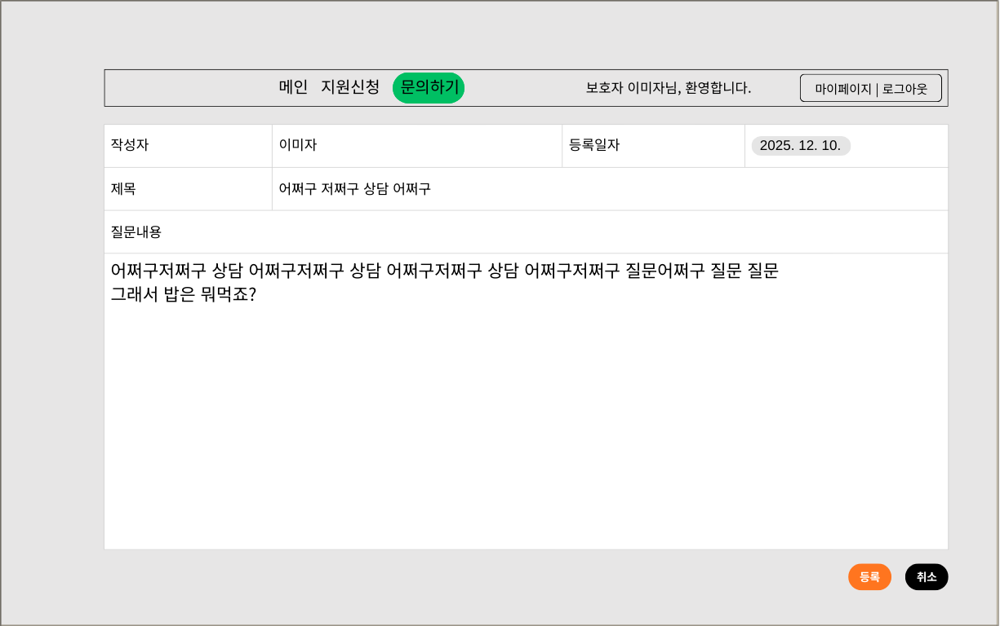 메인 지원신청 문의하기 보호자 이미자님, 환영합니다. 마이페이지 | 로그아웃
작성자 이미자 등록일자 2025. 12. 10.
제목 어쩌구 저쩌구 상담 어쩌구
질문내용
어쩌구저쩌구 상담 어쩌구저쩌구 상담 어쩌구저쩌구 상담 어쩌구저쩌구 질문어쩌구 질문 질문
그래서 밥은 뭐먹죠?
등록 취소